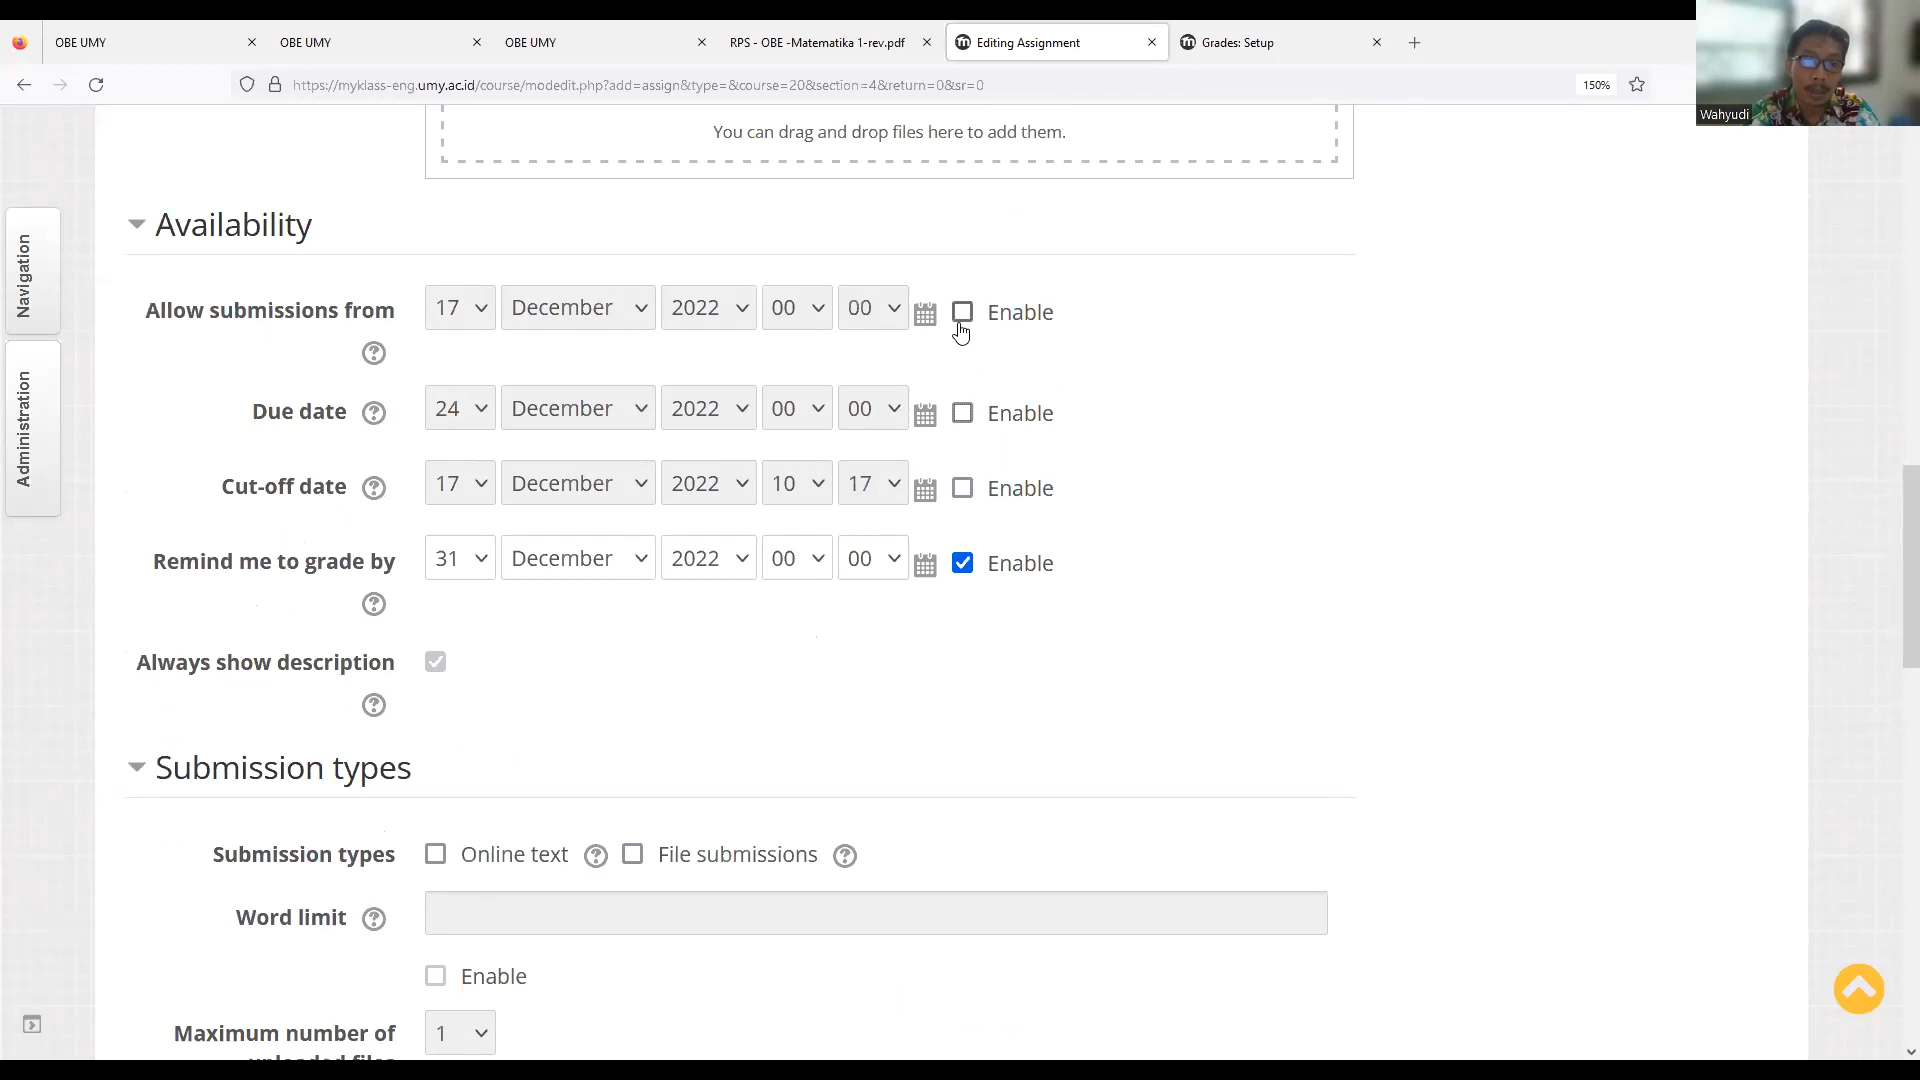 OBE UMY
OBE UMY
OBE UMY
RPS - OBE -Matematika 1-rev.pdf
Editing Assignment
Grades: Setup
https://myklass-eng.umy.ac.id/course/modedit.php?add=assign&type=&course=20&section=4&return=0&sr=0
150%
Wahyudi
You can drag and drop files here to add them.
Navigation
Administration
Availability
Allow submissions from 17 December 2022 00 00 Enable
Due date 24 December 2022 00 00 Enable
Cut-off date 17 December 2022 10 17 Enable
Remind me to grade by 31 December 2022 00 00 Enable
Always show description
Submission types
Submission types Online text File submissions
Word limit
Enable
Maximum number of 1
uploaded files